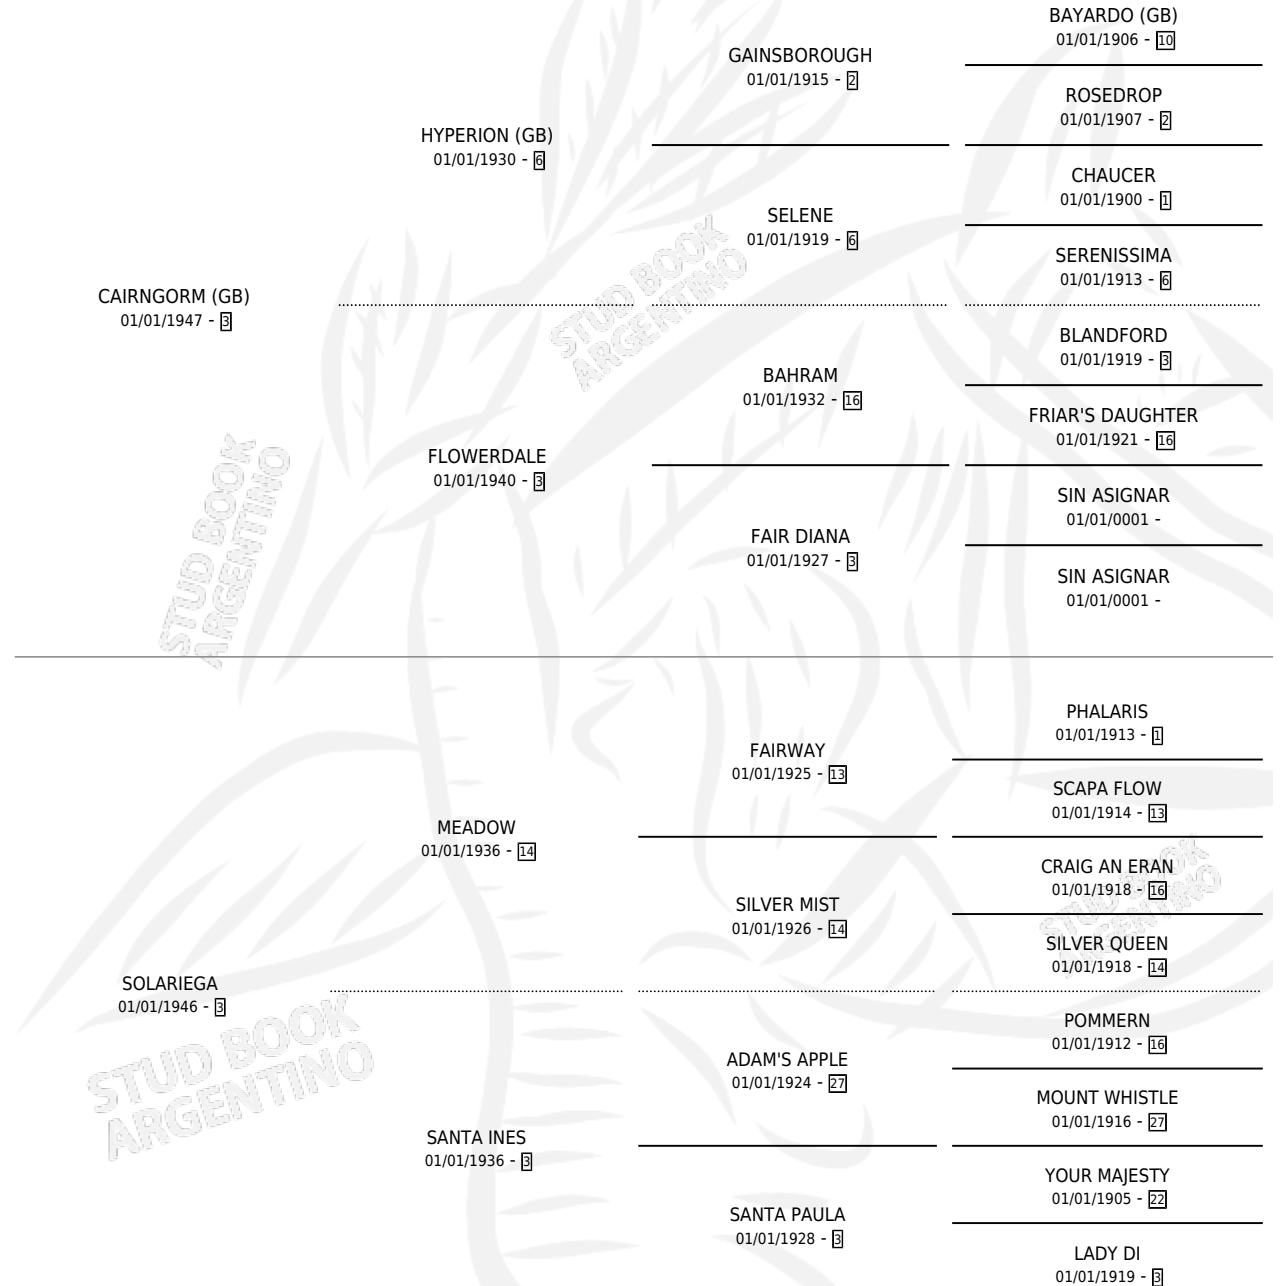 BAYARDO (GB)
01/01/1906 - 10
GAINSBOROUGH
01/01/1915 - 2
ROSEDROP
01/01/1907 - 2
HYPERION (GB)
01/01/1930 - 6
CHAUCER
01/01/1900 - 1
SELENE
01/01/1919 - 6
SERENISSIMA
01/01/1913 - 6
CAIRNGORM (GB)
01/01/1947 - 3
BLANDFORD
01/01/1919 - 3
BAHRAM
01/01/1932 - 16
FRIAR'S DAUGHTER
01/01/1921 - 16
FLOWERDALE
01/01/1940 - 3
SIN ASIGNAR
01/01/0001 -
FAIR DIANA
01/01/1927 - 3
SIN ASIGNAR
01/01/0001 -
PHALARIS
01/01/1913 - 1
FAIRWAY
01/01/1925 - 13
SCAPA FLOW
01/01/1914 - 13
MEADOW
01/01/1936 - 14
CRAIG AN ERAN
01/01/1918 - 16
SILVER MIST
01/01/1926 - 14
SILVER QUEEN
01/01/1918 - 14
SOLARIEGA
01/01/1946 - 3
POMMERN
01/01/1912 - 16
ADAM'S APPLE
01/01/1924 - 27
MOUNT WHISTLE
01/01/1916 - 27
SANTA INES
01/01/1936 - 3
YOUR MAJESTY
01/01/1905 - 22
SANTA PAULA
01/01/1928 - 3
LADY DI
01/01/1919 - 3
STUD BOOK
ARGENTINO
STUD BOOK
ARGENTINO
STUD BOOK
ARGENTINO
STUD BOOK
ARGENTINO